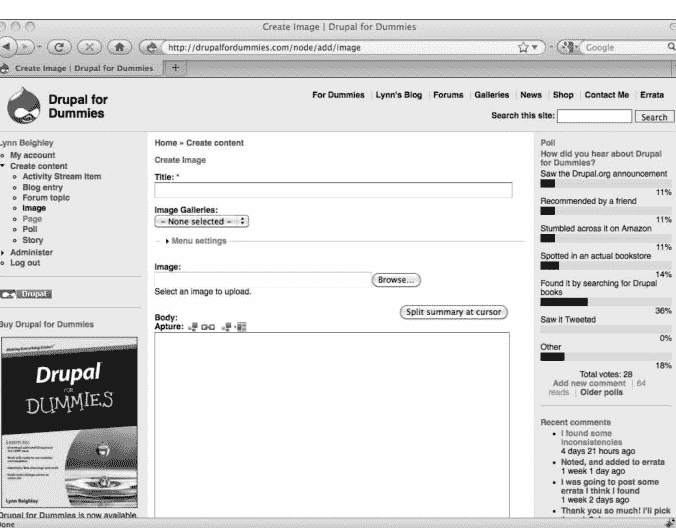 Create Image | Drupal for Dummies
http://drupalfordummies.com/node/add/image
Google
Create Image | Drupal for Dummies
+
Drupal for
Dummies
For Dummies
Lynn's Blog
Forums
Galleries
News
Shop
Contact Me
Errata
Search this site:
Search
Lynn Beighley
My account
Create content
Activity Stream Item
Blog entry
Forum topic
Image
Page
Poll
Story
Administer
Log out
Drupal
Buy Drupal for Dummies
Making Everything Easier!
Drupal
FOR
DUMMIES
Learn to:
Lynn Beighley
Drupal for Dummies is now available
Done
Home » Create content
Create Image
Title: *
Image Galleries:
- None selected -
Menu settings
Image:
Browse...
Select an image to upload.
Split summary at cursor
Body:
Apture:
Poll
How did you hear about Drupal
for Dummies?
Saw the Drupal.org announcement
11%
Recommended by a friend
11%
Stumbled across it on Amazon
11%
Spotted in an actual bookstore
14%
Found it by searching for Drupal
books
36%
Saw it Tweeted
0%
Other
18%
Total votes: 28
Add new comment | 64
reads | Older polls
Recent comments
I found some
inconsistencies
4 days 21 hours ago
Noted, and added to errata
1 week 1 day ago
I was going to post some
errata I think I found
1 week 2 days ago
Thank you so much! I'll pick